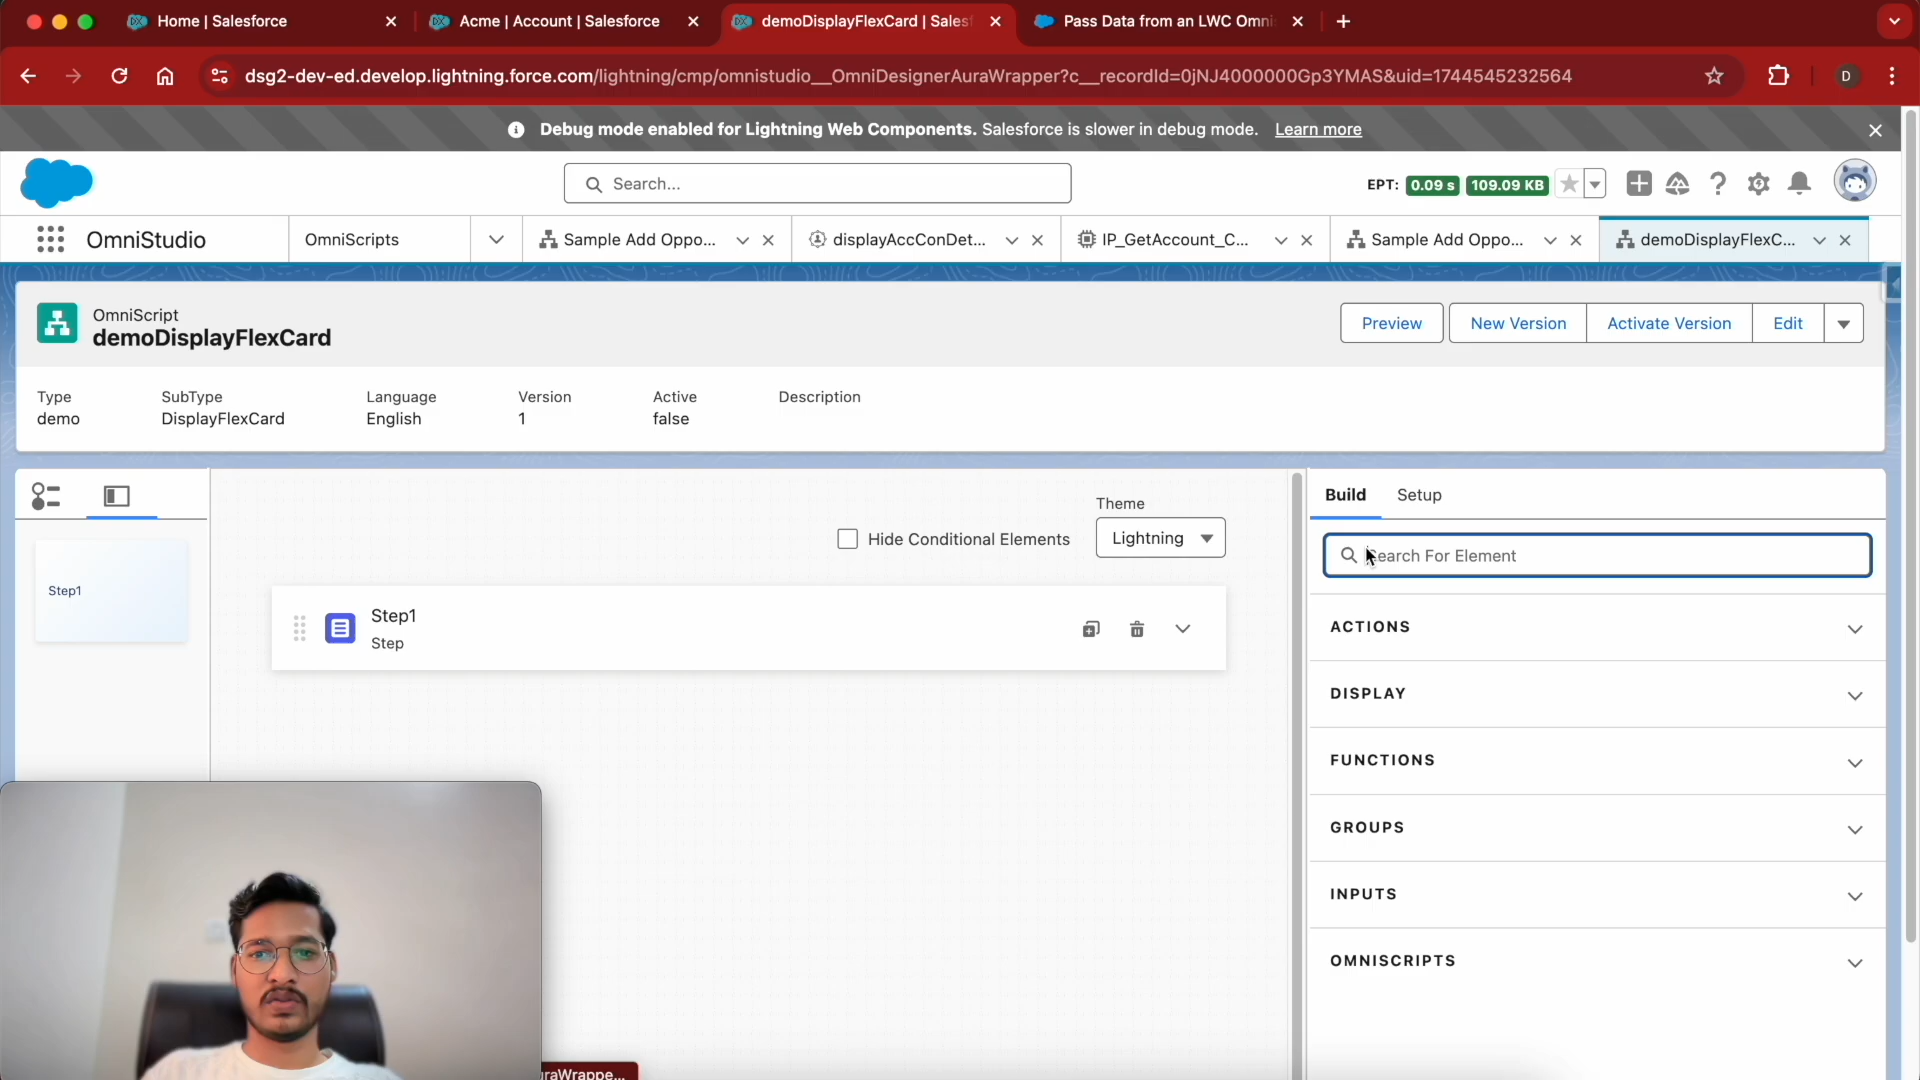 Home | Salesforce
Acme | Account | Salesforce
demoDisplayFlexCard | Sales
Pass Data from an LWC Omni
dsg2-dev-ed.develop.lightning.force.com/lightning/cmp/omnistudio__OmniDesignerAuraWrapper?c__recordId=0jNJ4000000Gp3YMAS&uid=1744545232564
D
Debug mode enabled for Lightning Web Components. Salesforce is slower in debug mode. Learn more
Search...
EPT: 0.09 s 109.09 KB
OmniStudio
OmniScripts
Sample Add Oppo...
displayAccConDet...
IP_GetAccount_C...
Sample Add Oppo...
demoDisplayFlexC...
OmniScript
demoDisplayFlexCard
Preview
New Version
Activate Version
Edit
Type SubType Language Version Active Description
demo DisplayFlexCard English 1 false
Step1
Theme
Hide Conditional Elements
Lightning
Step1
Step
Build Setup
Search For Element
ACTIONS
DISPLAY
FUNCTIONS
GROUPS
INPUTS
OMNISCRIPTS
raWrappe...